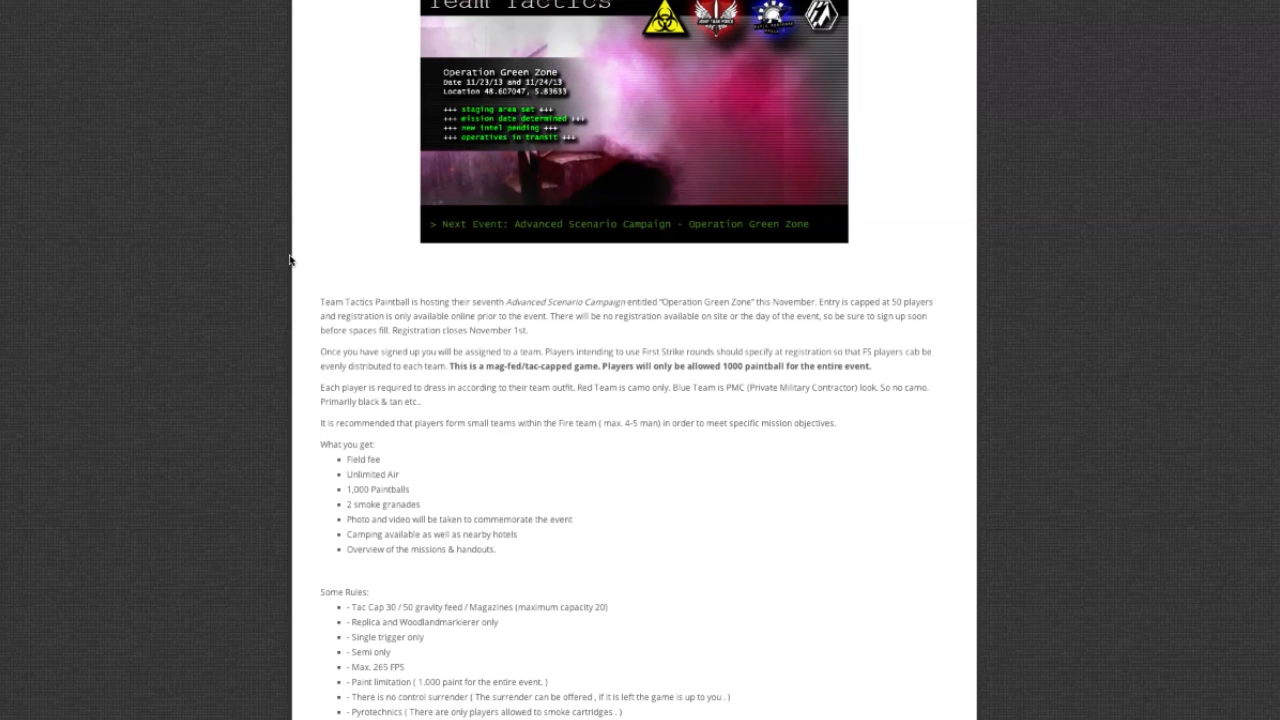 Team Tactics
JOINT TASK FORCE
Operation Green Zone
Date 11/23/13 and 11/24/13
Location 48.607047, 5.83633
+++ staging area set +++
+++ mission date determined +++
+++ new intel pending +++
+++ operatives in transit +++
> Next Event: Advanced Scenario Campaign - Operation Green Zone
Team Tactics Paintball is hosting their seventh Advanced Scenario Campaign entitled "Operation Green Zone" this November. Entry is capped at 50 players
and registration is only available online prior to the event. There will be no registration available on site or the day of the event, so be sure to sign up soon
before spaces fill. Registration closes November 1st.
Once you have signed up you will be assigned to a team. Players intending to use First Strike rounds should specify at registration so that FS players cab be
evenly distributed to each team. This is a mag-fed/tac-capped game. Players will only be allowed 1000 paintball for the entire event.
Each player is required to dress in according to their team outfit. Red Team is camo only. Blue Team is PMC (Private Military Contractor) look. So no camo.
Primarily black & tan etc..
It is recommended that players form small teams within the Fire team ( max. 4-5 man) in order to meet specific mission objectives.
What you get:
Field fee
Unlimited Air
1,000 Paintballs
2 smoke granades
Photo and video will be taken to commemorate the event
Camping available as well as nearby hotels
Overview of the missions & handouts.
Some Rules:
- Tac Cap 30 / 50 gravity feed / Magazines (maximum capacity 20)
- Replica and Woodlandmarkierer only
- Single trigger only
- Semi only
- Max. 265 FPS
- Paint limitation ( 1.000 paint for the entire event. )
- There is no control surrender ( The surrender can be offered , if it is left the game is up to you . )
- Pyrotechnics ( There are only players allowed to smoke cartridges . )